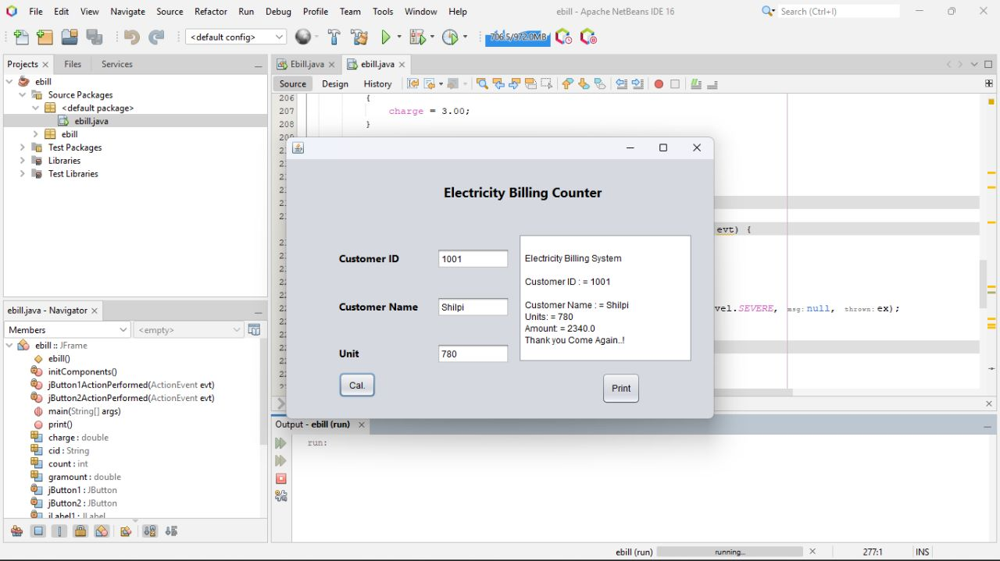 File Edit View Navigate Source Refactor Run Debug Profile Team Tools Window Help
ebill - Apache NetBeans IDE 16
Search (Ctrl+I)
<default config>
706.5/972.0MB
Projects Files Services
ebill
Source Packages
<default package>
ebill.java
ebill
Test Packages
Libraries
Test Libraries
Ebill.java ebill.java
Source Design History
206 {
207 charge = 3.00;
208 }
evt) {
vel.SEVERE, msg: null, thrown: ex);
Electricity Billing Counter
Customer ID 1001
Customer Name Shilpi
Unit 780
Cal.
Electricity Billing System
Customer ID : = 1001
Customer Name : = Shilpi
Units: = 780
Amount: = 2340.0
Thank you Come Again..!
Print
ebill.java - Navigator
Members <empty>
ebill :: JFrame
ebill()
initComponents()
jButton1ActionPerformed(ActionEvent evt)
jButton2ActionPerformed(ActionEvent evt)
main(String[] args)
print()
charge : double
cid : String
count : int
gramount : double
jButton1 : JButton
jButton2 : JButton
jLabel1 : JLabel
Output - ebill (run)
run:
ebill (run) running... 277:1 INS